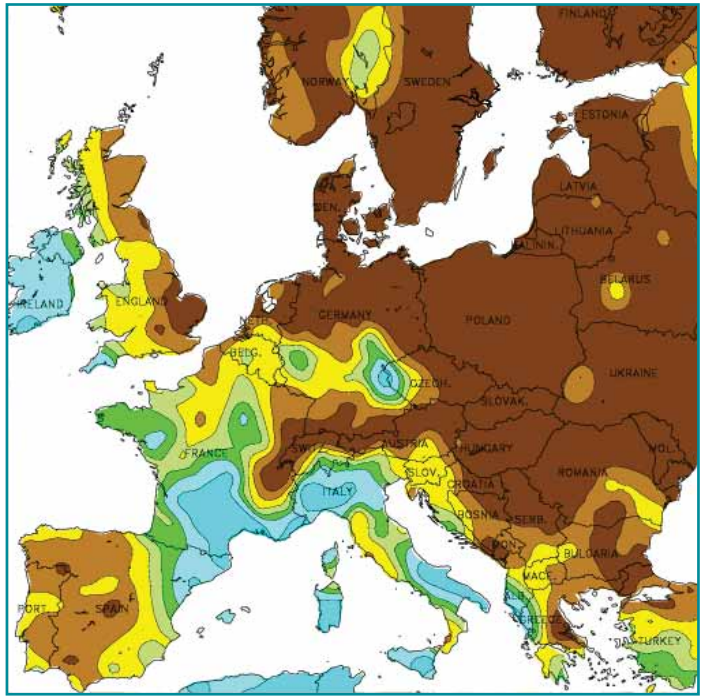 FINLAND
NORWAY
SWEDEN
ESTONIA
LATVIA
DEN.
LITHUANIA
KALININ.
BELARUS
IRELAND
ENGLAND
NETH.
GERMANY
POLAND
BELG.
UKRAINE
CZECH.
SLOVAK.
FRANCE
SWI.
AUSTRIA
HUNGARY
MOL.
SLOV.
ROMANIA
ITALY
CROATIA
BOSNIA
SERB.
MON.
BULGARIA
MACE.
ALB.
PORT.
SPAIN
GREECE
TURKEY